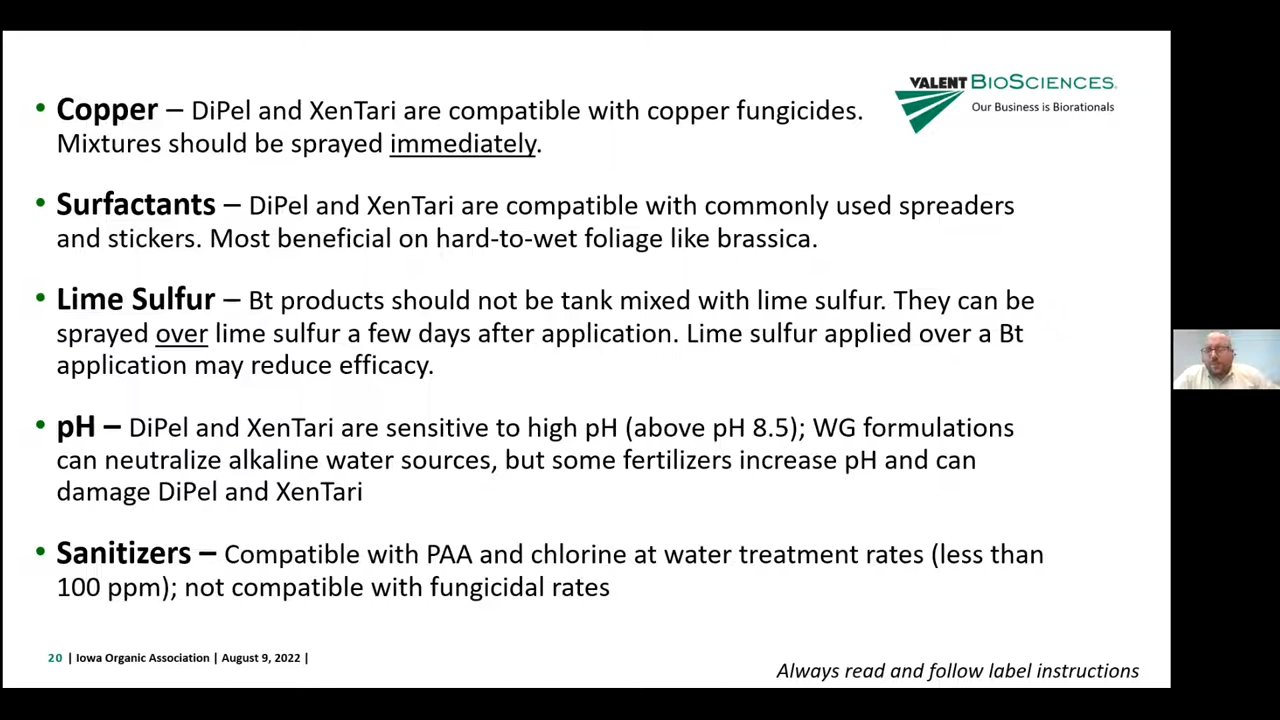 VALENT BIOSCIENCES.
Our Business is Biorationals
• Copper – DiPel and XenTari are compatible with copper fungicides.
Mixtures should be sprayed immediately.
• Surfactants – DiPel and XenTari are compatible with commonly used spreaders
and stickers. Most beneficial on hard-to-wet foliage like brassica.
• Lime Sulfur – Bt products should not be tank mixed with lime sulfur. They can be
sprayed over lime sulfur a few days after application. Lime sulfur applied over a Bt
application may reduce efficacy.
• pH – DiPel and XenTari are sensitive to high pH (above pH 8.5); WG formulations
can neutralize alkaline water sources, but some fertilizers increase pH and can
damage DiPel and XenTari
• Sanitizers – Compatible with PAA and chlorine at water treatment rates (less than
100 ppm); not compatible with fungicidal rates
20 | Iowa Organic Association | August 9, 2022 |
Always read and follow label instructions